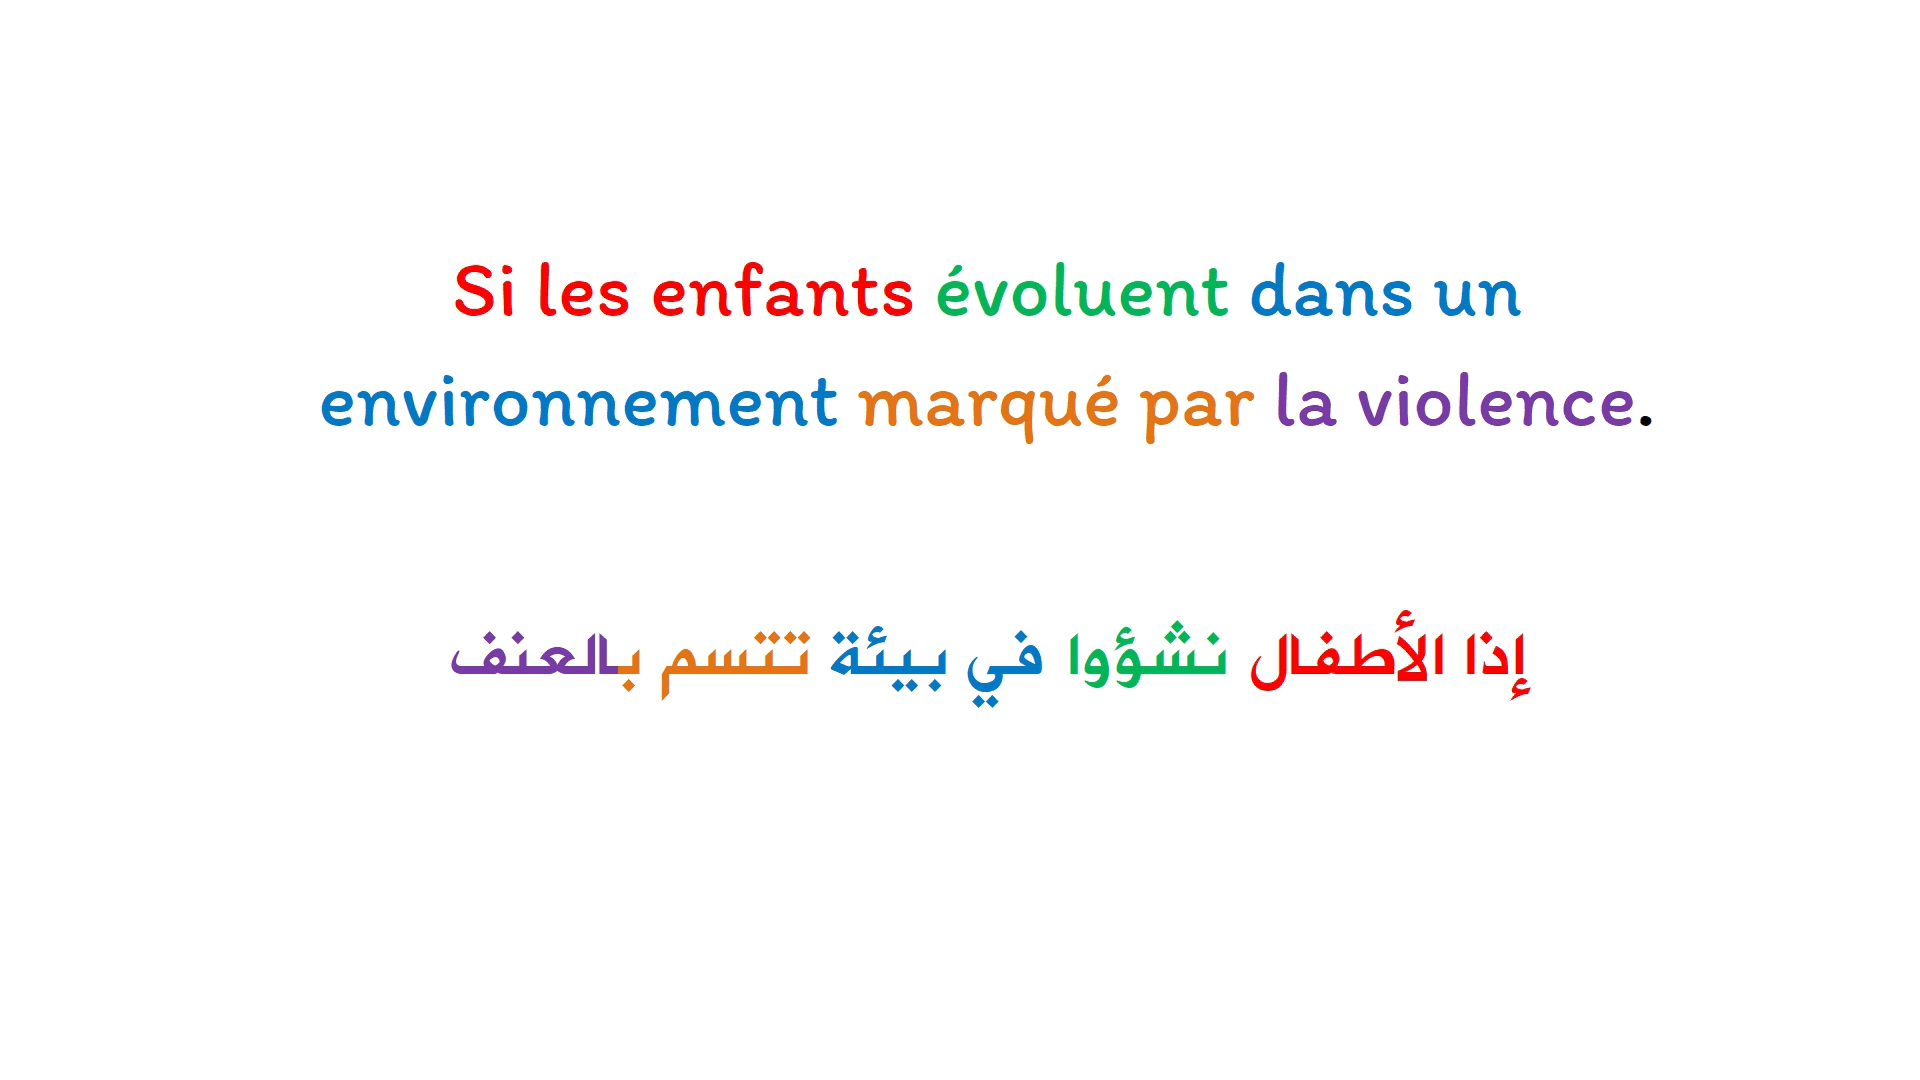 Si les enfants évoluent dans un
environnement marqué par la violence.
إذا الأطفال نشؤوا في بيئة تتسم بالعنف